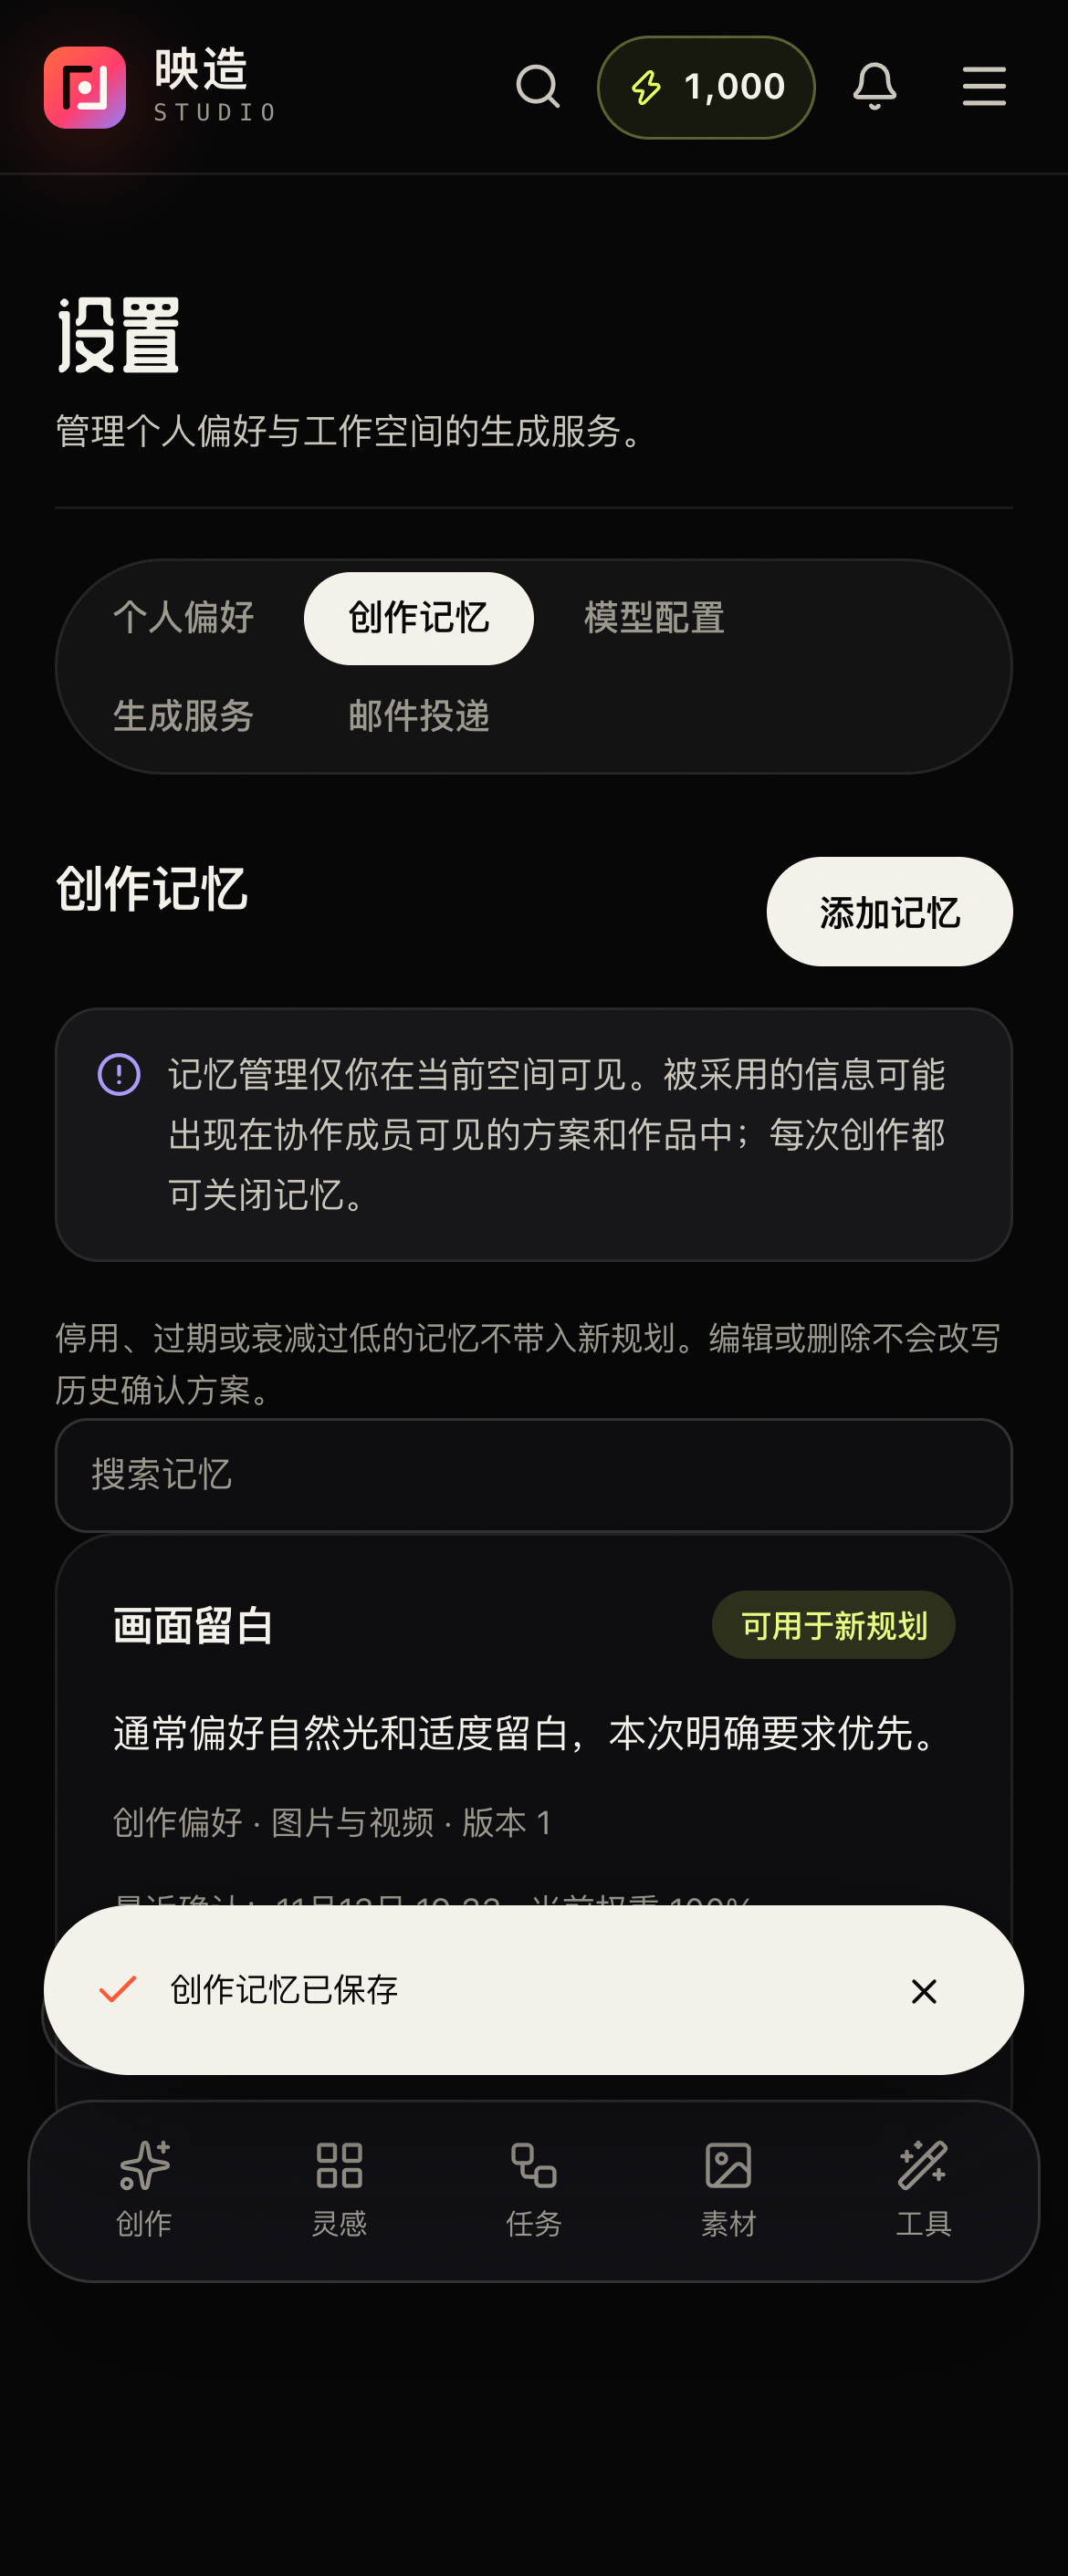 映造
STUDIO
1,000
设置
管理个人偏好与工作空间的生成服务。
个人偏好
创作记忆
模型配置
生成服务
邮件投递
创作记忆
添加记忆
记忆管理仅你在当前空间可见。被采用的信息可能
出现在协作成员可见的方案和作品中；每次创作都
可关闭记忆。
停用、过期或衰减过低的记忆不带入新规划。编辑或删除不会改写
历史确认方案。
搜索记忆
画面留白
可用于新规划
通常偏好自然光和适度留白，本次明确要求优先。
创作偏好 · 图片与视频 · 版本 1
创作记忆已保存
创作
灵感
任务
素材
工具